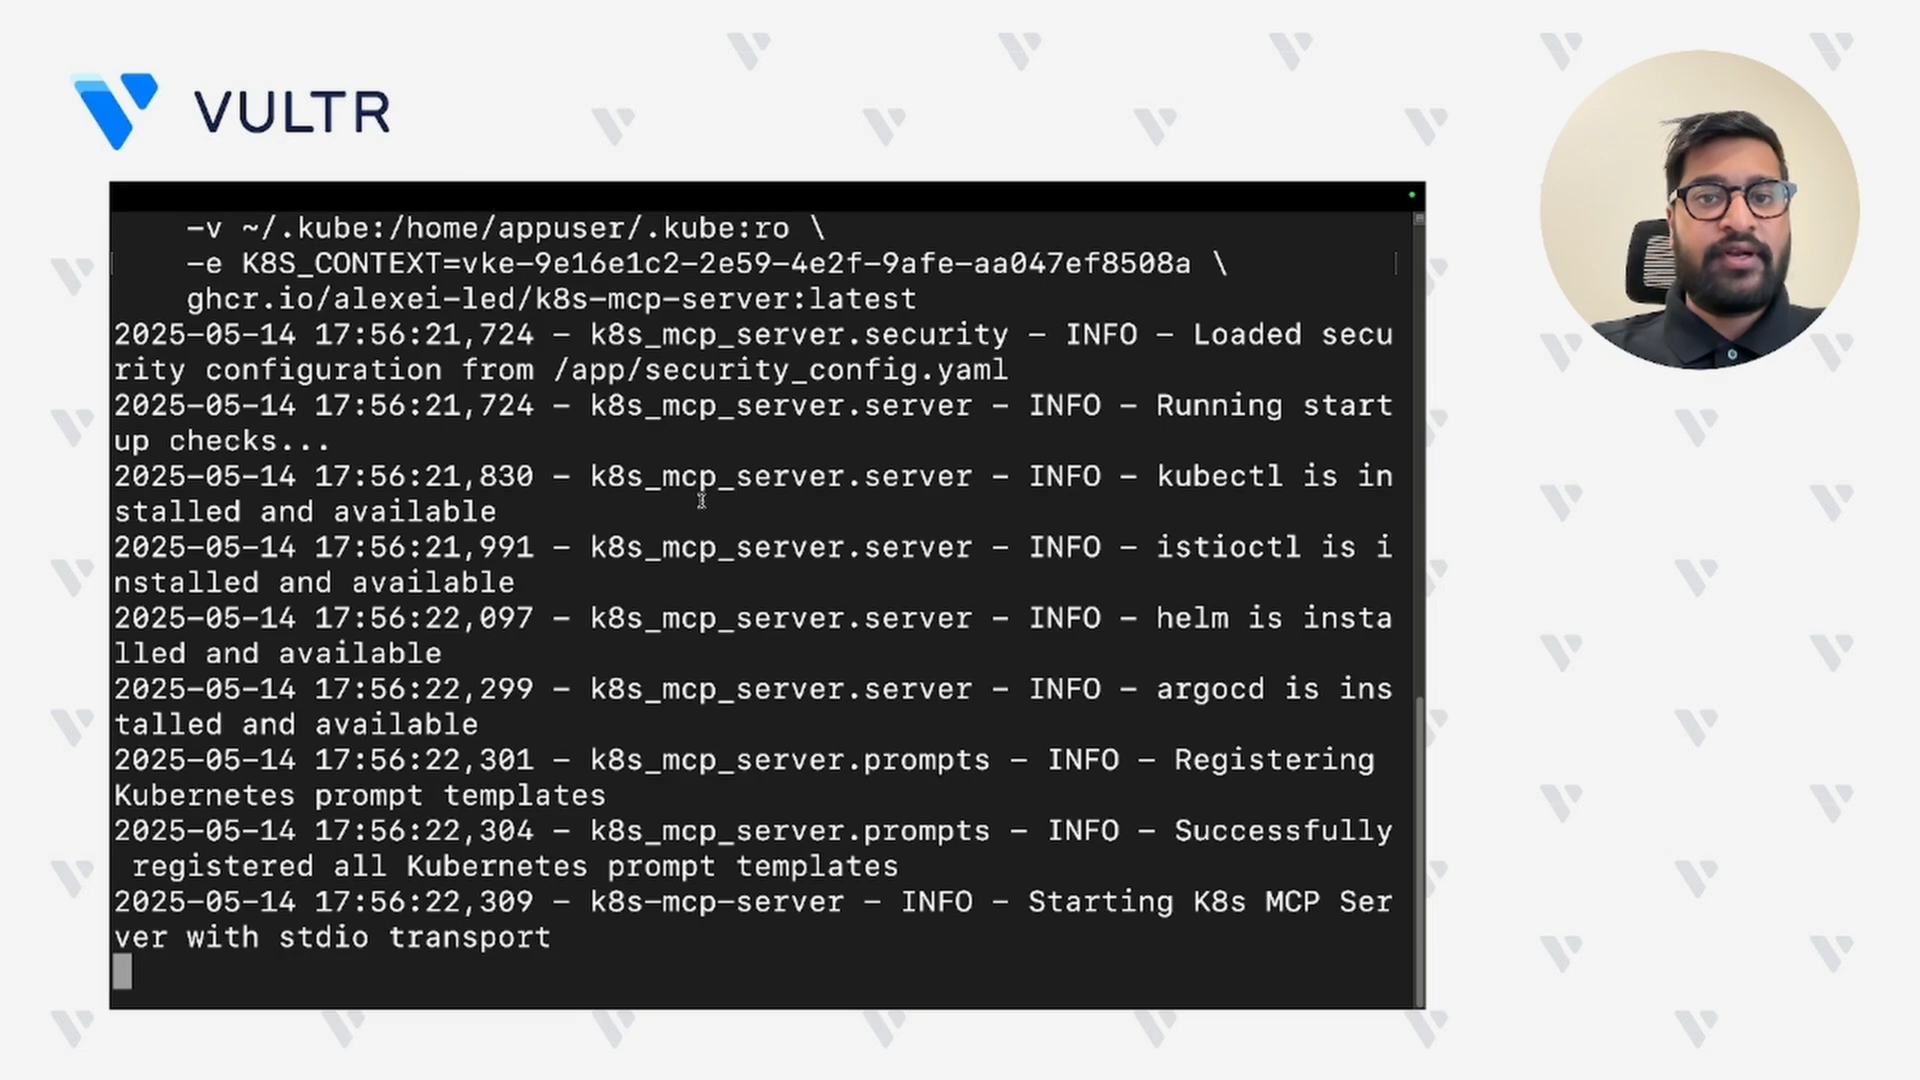 VULTR
-v ~/.kube:/home/appuser/.kube:ro \
-e K8S_CONTEXT=vke-9e16e1c2-2e59-4e2f-9afe-aa047ef8508a \
ghcr.io/alexei-led/k8s-mcp-server:latest
2025-05-14 17:56:21,724 - k8s_mcp_server.security - INFO - Loaded secu
rity configuration from /app/security_config.yaml
2025-05-14 17:56:21,724 - k8s_mcp_server.server - INFO - Running start
up checks...
2025-05-14 17:56:21,830 - k8s_mcp_server.server - INFO - kubectl is in
stalled and available
2025-05-14 17:56:21,991 - k8s_mcp_server.server - INFO - istioctl is i
nstalled and available
2025-05-14 17:56:22,097 - k8s_mcp_server.server - INFO - helm is insta
lled and available
2025-05-14 17:56:22,299 - k8s_mcp_server.server - INFO - argocd is ins
talled and available
2025-05-14 17:56:22,301 - k8s_mcp_server.prompts - INFO - Registering
Kubernetes prompt templates
2025-05-14 17:56:22,304 - k8s_mcp_server.prompts - INFO - Successfully
 registered all Kubernetes prompt templates
2025-05-14 17:56:22,309 - k8s-mcp-server - INFO - Starting K8s MCP Ser
ver with stdio transport